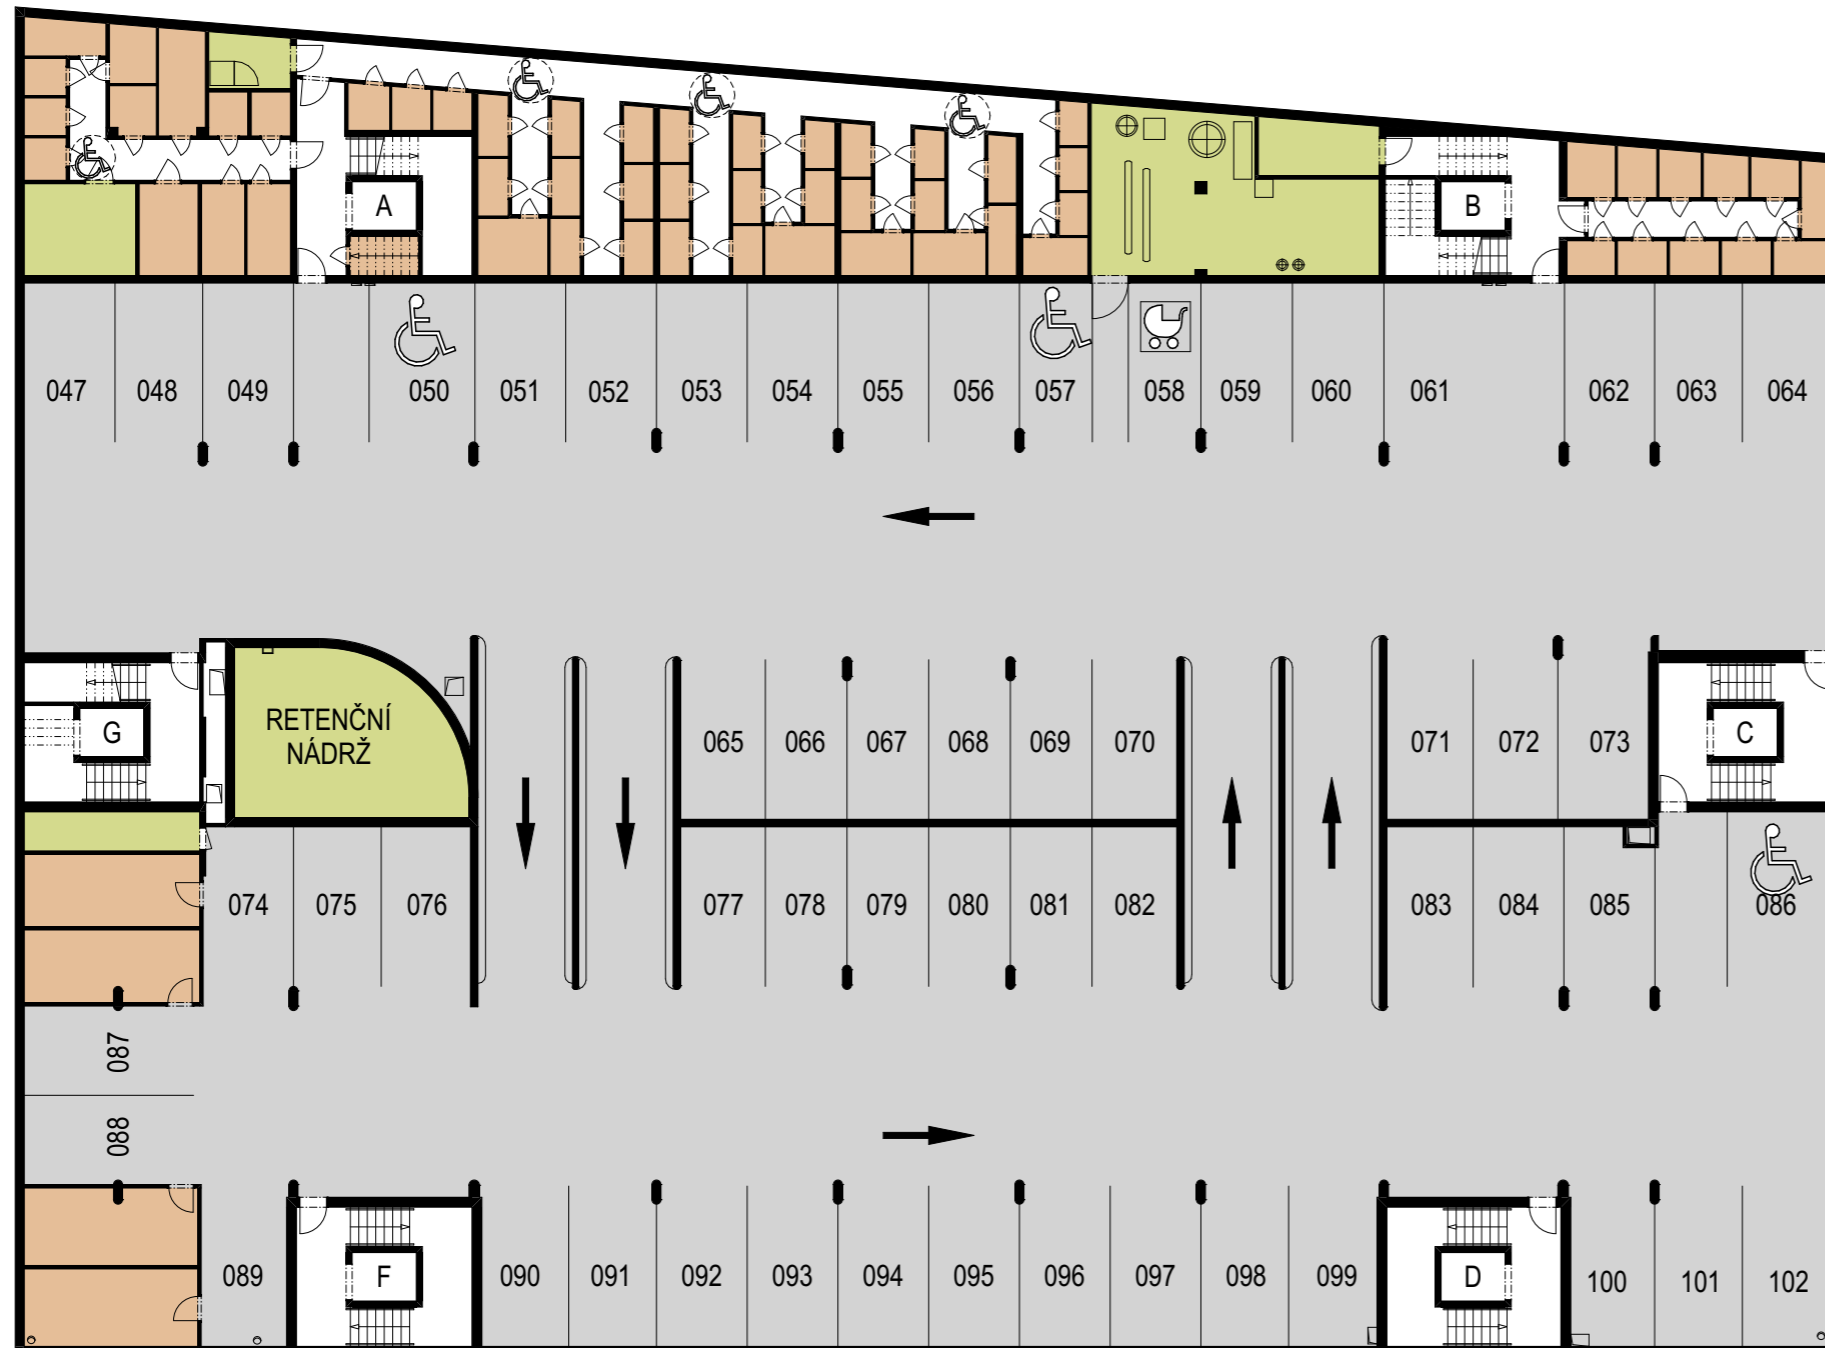 A
B
047 048 049 050 051 052 053 054 055 056 057 058 059 060 061 062 063 064
G
RETENČNÍ
NÁDRŽ
065 066 067 068 069 070 071 072 073
C
074 075 076 077 078 079 080 081 082 083 084 085 086
087
088
089
F
090 091 092 093 094 095 096 097 098 099
D
100 101 102